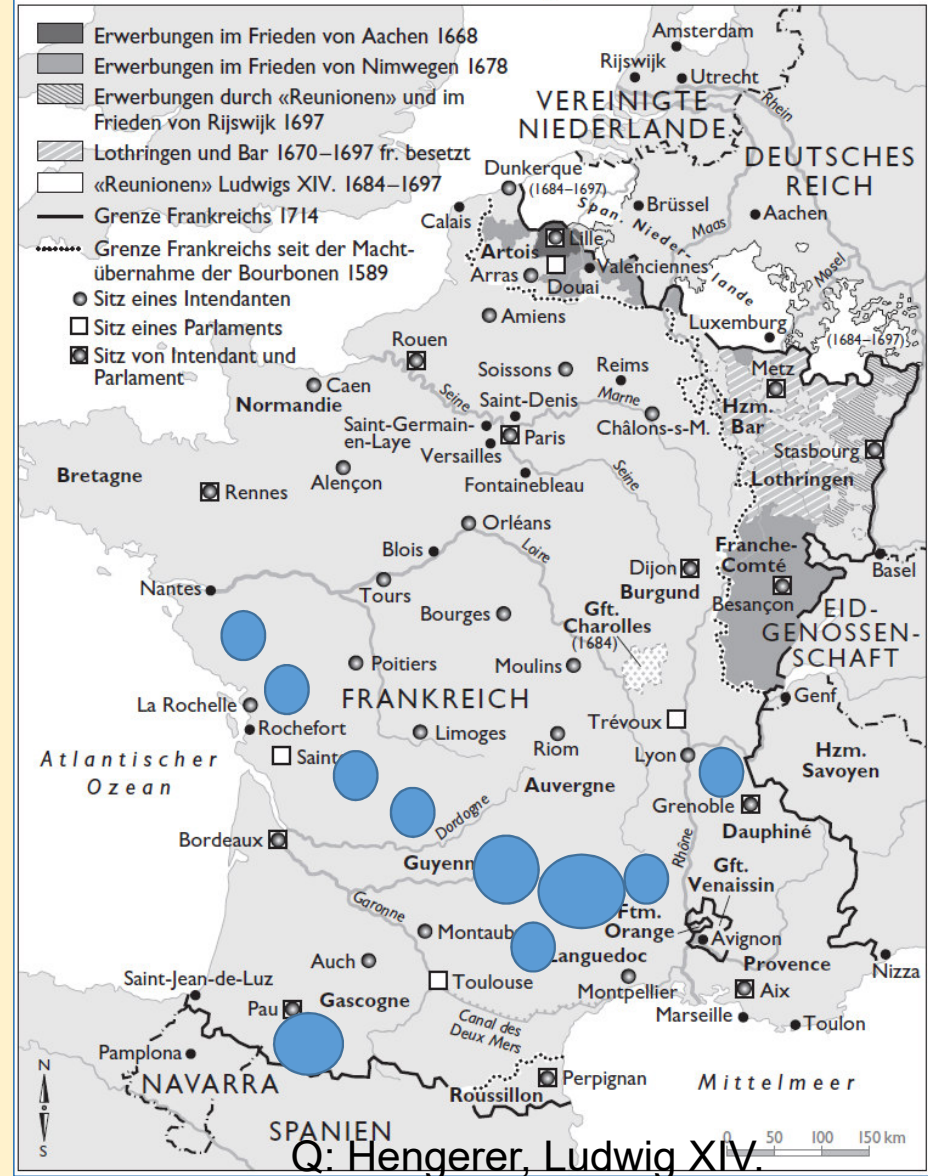 Erwerbungen im Frieden von Aachen 1668
Erwerbungen im Frieden von Nimwegen 1678
Erwerbungen durch «Reunionen» und im
Frieden von Rijswijk 1697
Lothringen und Bar 1670–1697 fr. besetzt
«Reunionen» Ludwigs XIV. 1684–1697
Grenze Frankreichs 1714
Grenze Frankreichs seit der Macht-
übernahme der Bourbonen 1589
Sitz eines Intendanten
Sitz eines Parlaments
Sitz von Intendant und
Parlament
Amsterdam
Rijswijk
Utrecht
Rhein
VEREINIGTE
NIEDERLANDE
DEUTSCHES
REICH
Dunkerque
(1684–1697)
Span. Nieder-
lande
Brüssel
Aachen
Maas
Mosel
Calais
Lille
Artois
Arras
Douai
Valenciennes
Amiens
Luxemburg
(1684–1697)
Rouen
Soissons
Reims
Metz
Caen
Normandie
Seine
Saint-Denis
Marne
Hzm.
Bar
Saint-Germain-
en-Laye
Paris
Châlons-s-M.
Versailles
Stasbourg
Bretagne
Rennes
Alençon
Fontainebleau
Seine
Lothringen
Orléans
Loire
Blois
Dijon
Franche-
Comté
Basel
Nantes
Tours
Bourges
Burgund
Besançon
Gft.
Charolles
(1684)
EID-
GENOSSEN-
SCHAFT
Poitiers
Moulins
FRANKREICH
Genf
La Rochelle
Rochefort
Trévoux
Limoges
Riom
Atlantischer
Ozean
Saint
Lyon
Hzm.
Savoyen
Auvergne
Grenoble
Dordogne
Dauphiné
Bordeaux
Rhône
Guyenn
Gft.
Venaissin
Garonne
Ftm.
Orange
Montaub
Avignon
Languedoc
Provence
Nizza
Auch
Saint-Jean-de-Luz
Toulouse
Montpellier
Aix
Pau
Gascogne
Marseille
Toulon
Canal des
Deux Mers
Pamplona
N
NAVARRA
Perpignan
Mittelmeer
Roussillon
S
SPANIEN
0 50 100 150 km
Q: Hengerer, Ludwig XIV.